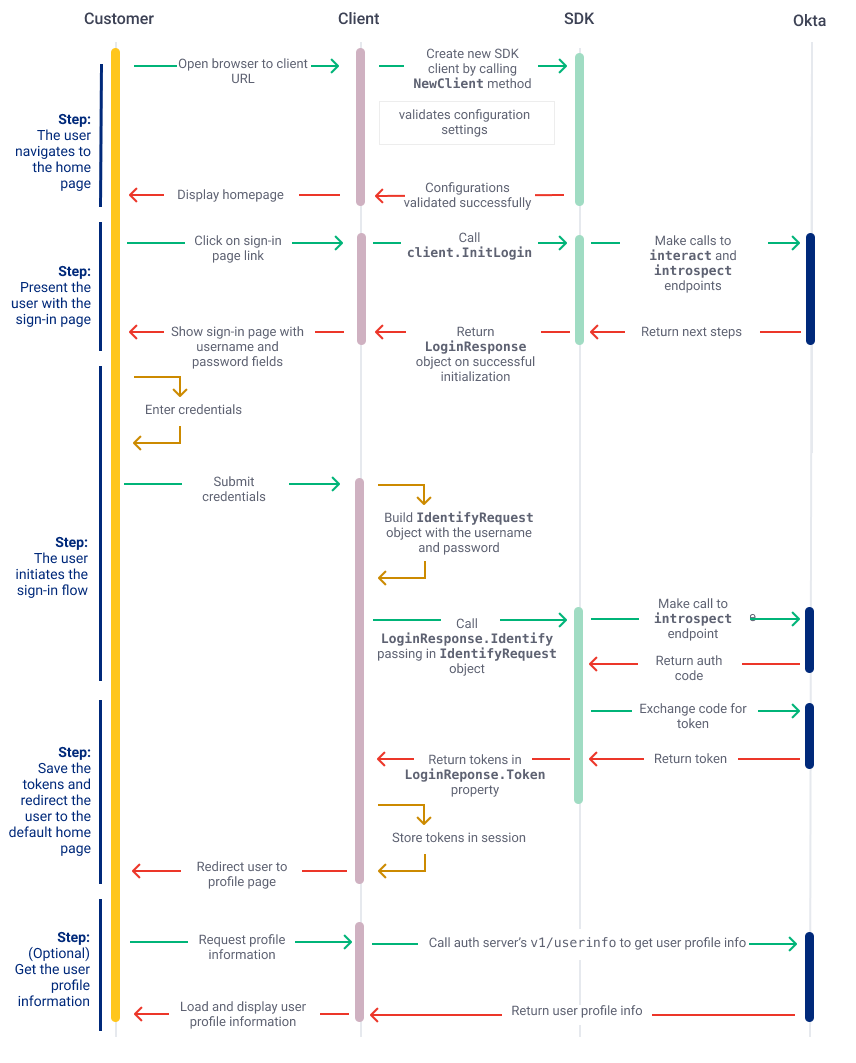 Customer
Client
SDK
Okta
Step:
The user
navigates to
the home
page
Open browser to client
URL
Create new SDK
client by calling
NewClient method
validates configuration
settings
Display homepage
Configurations
validated successfully
Step:
Present the
user with the
sign-in page
Click on sign-in
page link
Call
client.InitLogin
Make calls to
interact and
introspect
endpoints
Show sign-in page with
username and
password fields
Return
LoginResponse
object on successful
initialization
Return next steps
Step:
The user
initiates the
sign-in flow
Enter credentials
Submit
credentials
Build IdentifyRequest
object with the username
and password
Call
LoginResponse.Identify
passing in IdentifyRequest
object
Make call to
introspect
endpoint
Return auth
code
Step:
Save the
tokens and
redirect the
user to the
default home
page
Exchange code for
token
Return tokens in
LoginReponse.Token
property
Return token
Store tokens in session
Redirect user to
profile page
Step:
(Optional)
Get the user
profile
information
Request profile
information
Call auth server's v1/userinfo to get user profile info
Load and display user
profile information
Return user profile info